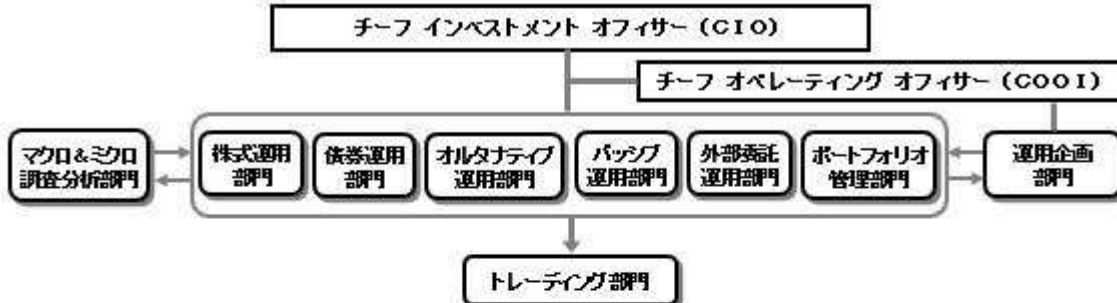 チーフ インベストメント オフィサー (CIO)
チーフ オペレーティング オフィサー (COOI)
マクロ&ミクロ
調査分析部門
株式運用
部門
債券運用
部門
オルタナティブ
運用部門
パッシブ
運用部門
外部委託
運用部門
ポートフォリオ
管理部門
運用企画
部門
トレーディング部門